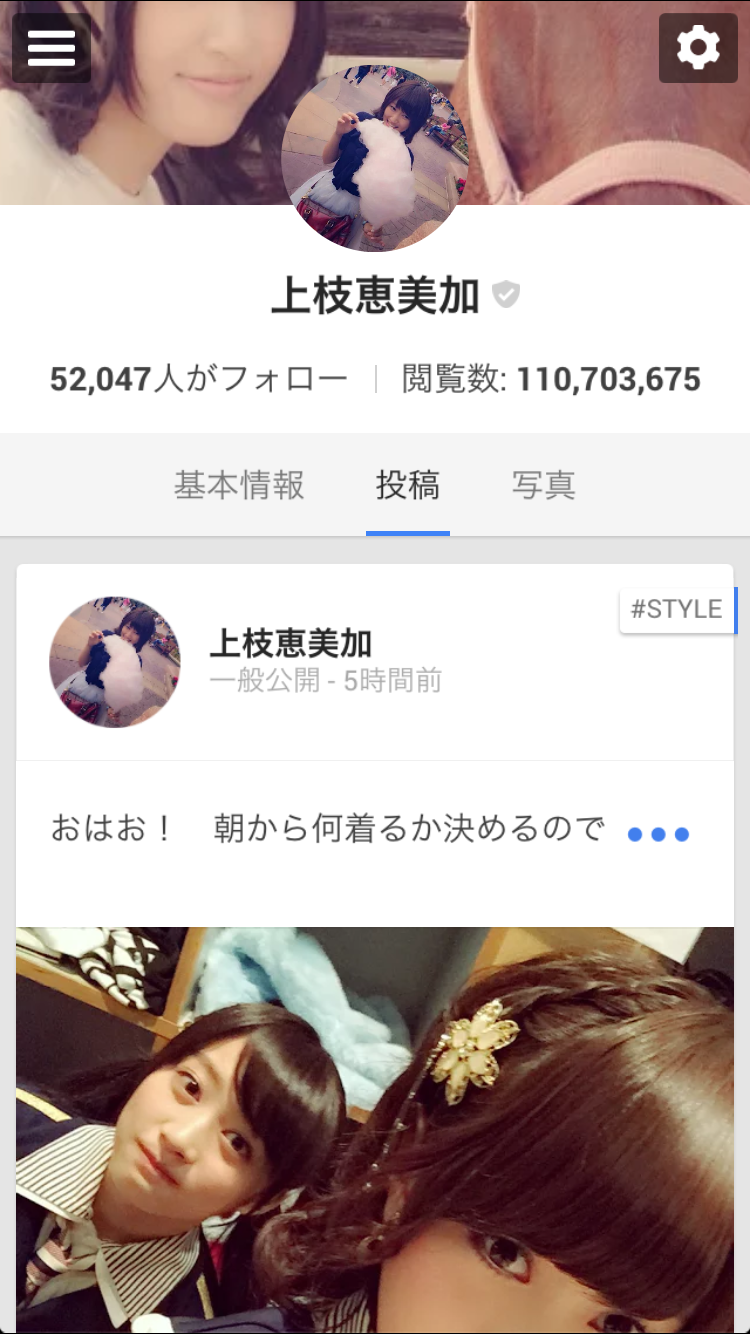 上枝恵美加
52,047人がフォロー | 閲覧数: 110,703,675
基本情報 投稿 写真
#STYLE
上枝恵美加
一般公開 - 5時間前
おはお！　朝から何着るか決めるので